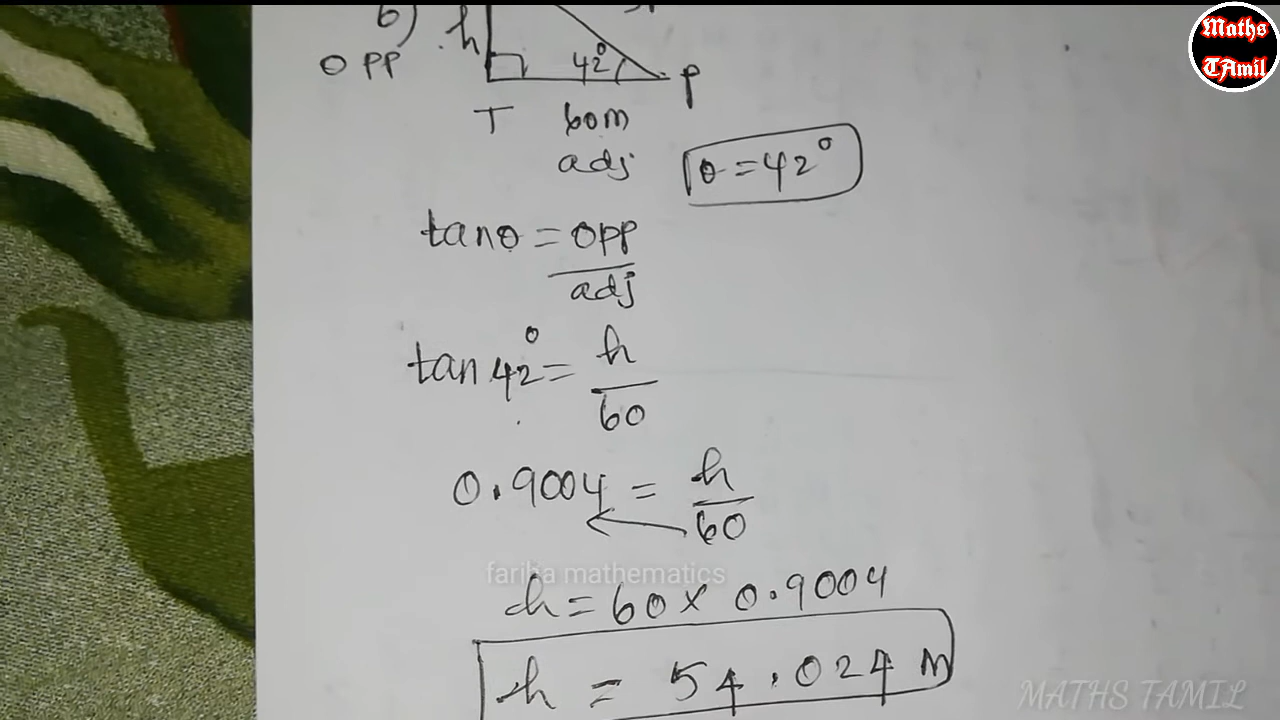 b)
h
OPP
42°
P
T
60m
adj
θ = 42°
tanθ = opp
adj
tan 42° = h
60
0.9004 = h
60
h = 60 × 0.9004
h = 54.024 m
Maths
TAmil
fariha mathematics
MATHS TAMIL